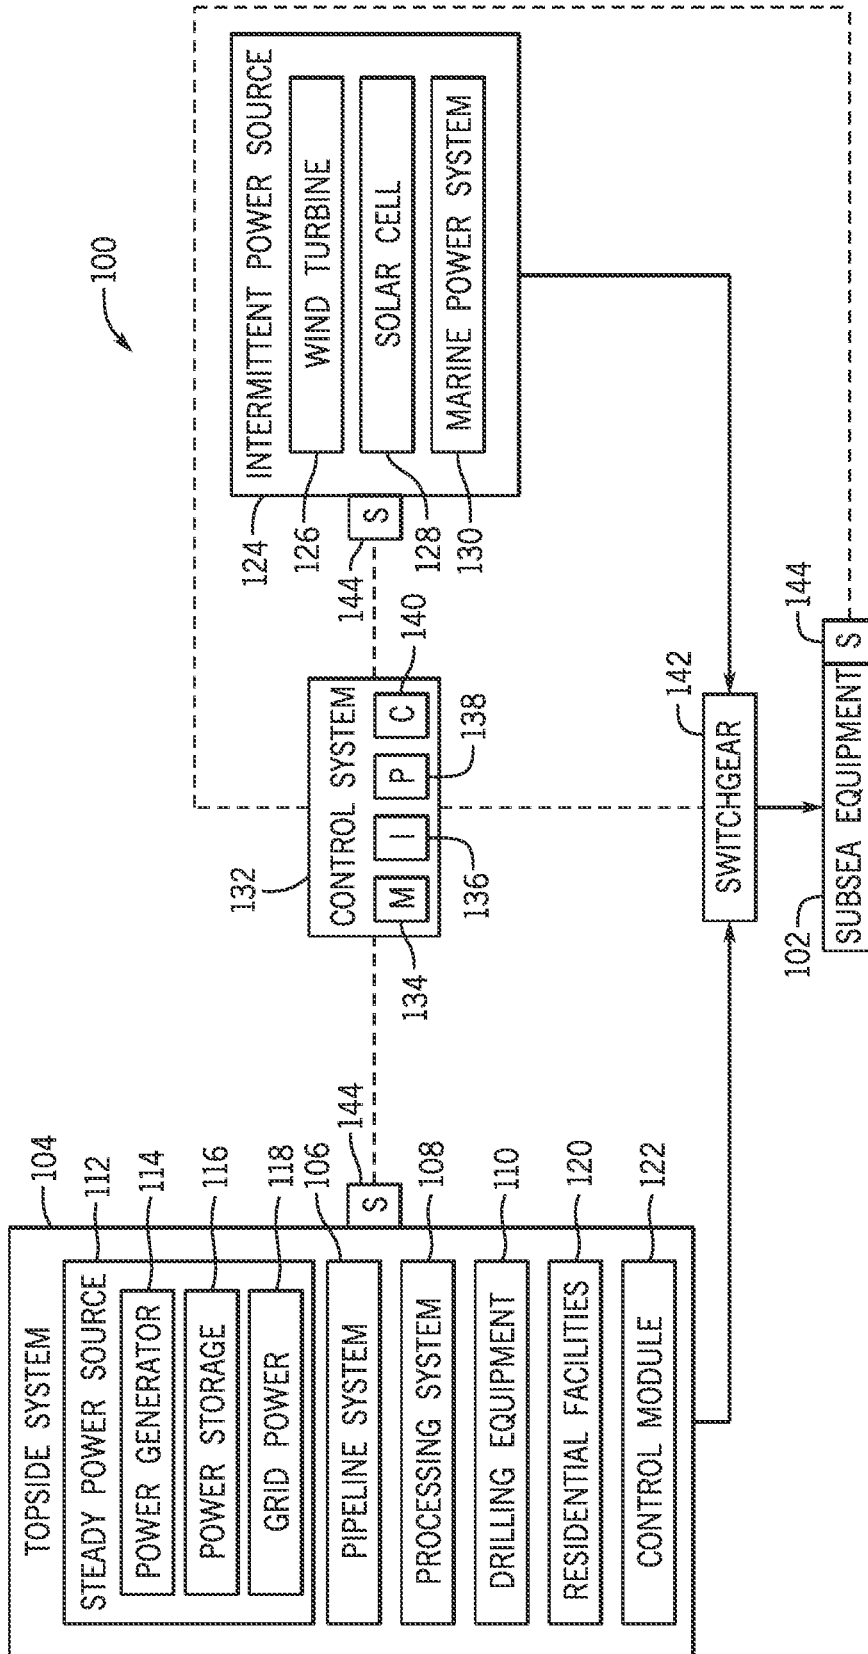 100
104
TOPSIDE SYSTEM
112
STEADY POWER SOURCE
114
POWER GENERATOR
116
POWER STORAGE
118
GRID POWER
144
S
106
PIPELINE SYSTEM
108
PROCESSING SYSTEM
110
DRILLING EQUIPMENT
120
RESIDENTIAL FACILITIES
122
CONTROL MODULE
132
CONTROL SYSTEM
M
I
P
C
134
136
138
140
124
INTERMITTENT POWER SOURCE
126
WIND TURBINE
144
S
128
SOLAR CELL
130
MARINE POWER SYSTEM
142
SWITCHGEAR
102
SUBSEA EQUIPMENT
144
S